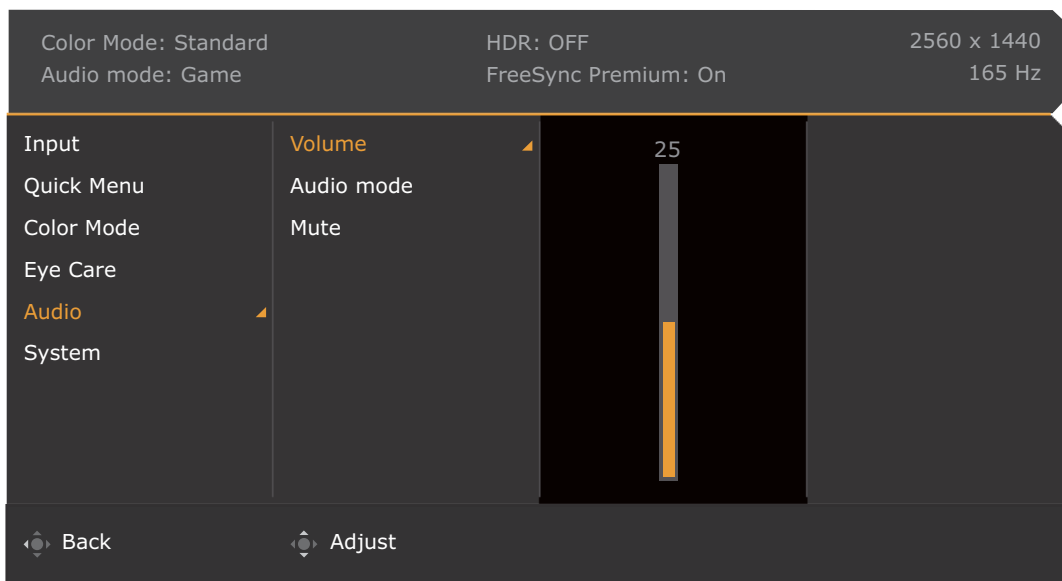 Color Mode: Standard
HDR: OFF
2560 x 1440
Audio mode: Game
FreeSync Premium: On
165 Hz
Input
Quick Menu
Color Mode
Eye Care
Audio
System
Volume
Audio mode
Mute
25
Back
Adjust